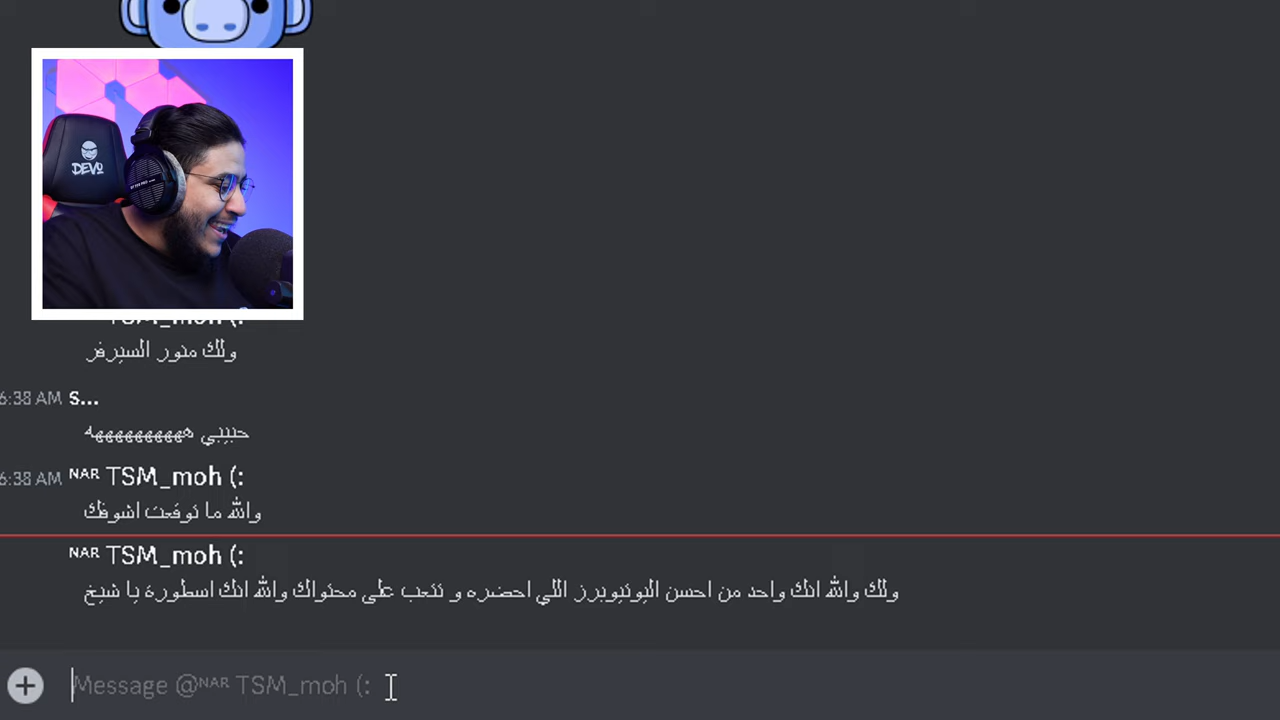 DEVO
TSM_moh (:
ولك منور السيرفر
6:38 AM S...
حبيبي هههههههههه
6:38 AM NAR TSM_moh (:
والله ما توقعت اشوفك
NAR TSM_moh (:
ولك والله انك واحد من احسن اليوتيوبرز اللي احضره و تتعب على محتواك والله انك اسطورة يا شيخ
Message @NAR TSM_moh (: